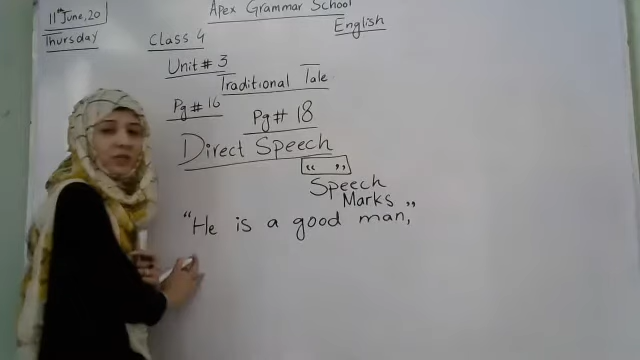 Apex Grammar School
11th June, 20
Thursday
Class 4
English
Unit # 3
Traditional Tale
Pg # 16
Pg # 18
Direct Speech
“ ”
Speech
Marks
“He is a good man,”